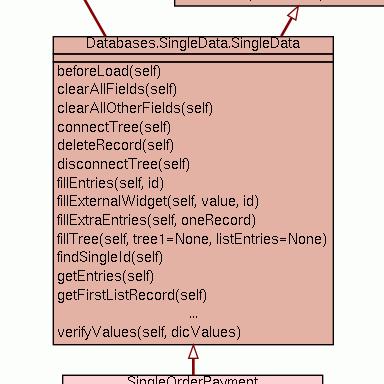 Databases.SingleData.SingleData
beforeLoad(self)
clearAllFields(self)
clearAllOtherFields(self)
connectTree(self)
deleteRecord(self)
disconnectTree(self)
fillEntries(self, id)
fillExternalWidget(self, value, id)
fillExtraEntries(self, oneRecord)
fillTree(self, tree1=None, listEntries=None)
findSingleId(self)
getEntries(self)
getFirstListRecord(self)
...
verifyValues(self, dicValues)
SingleOrderPayment